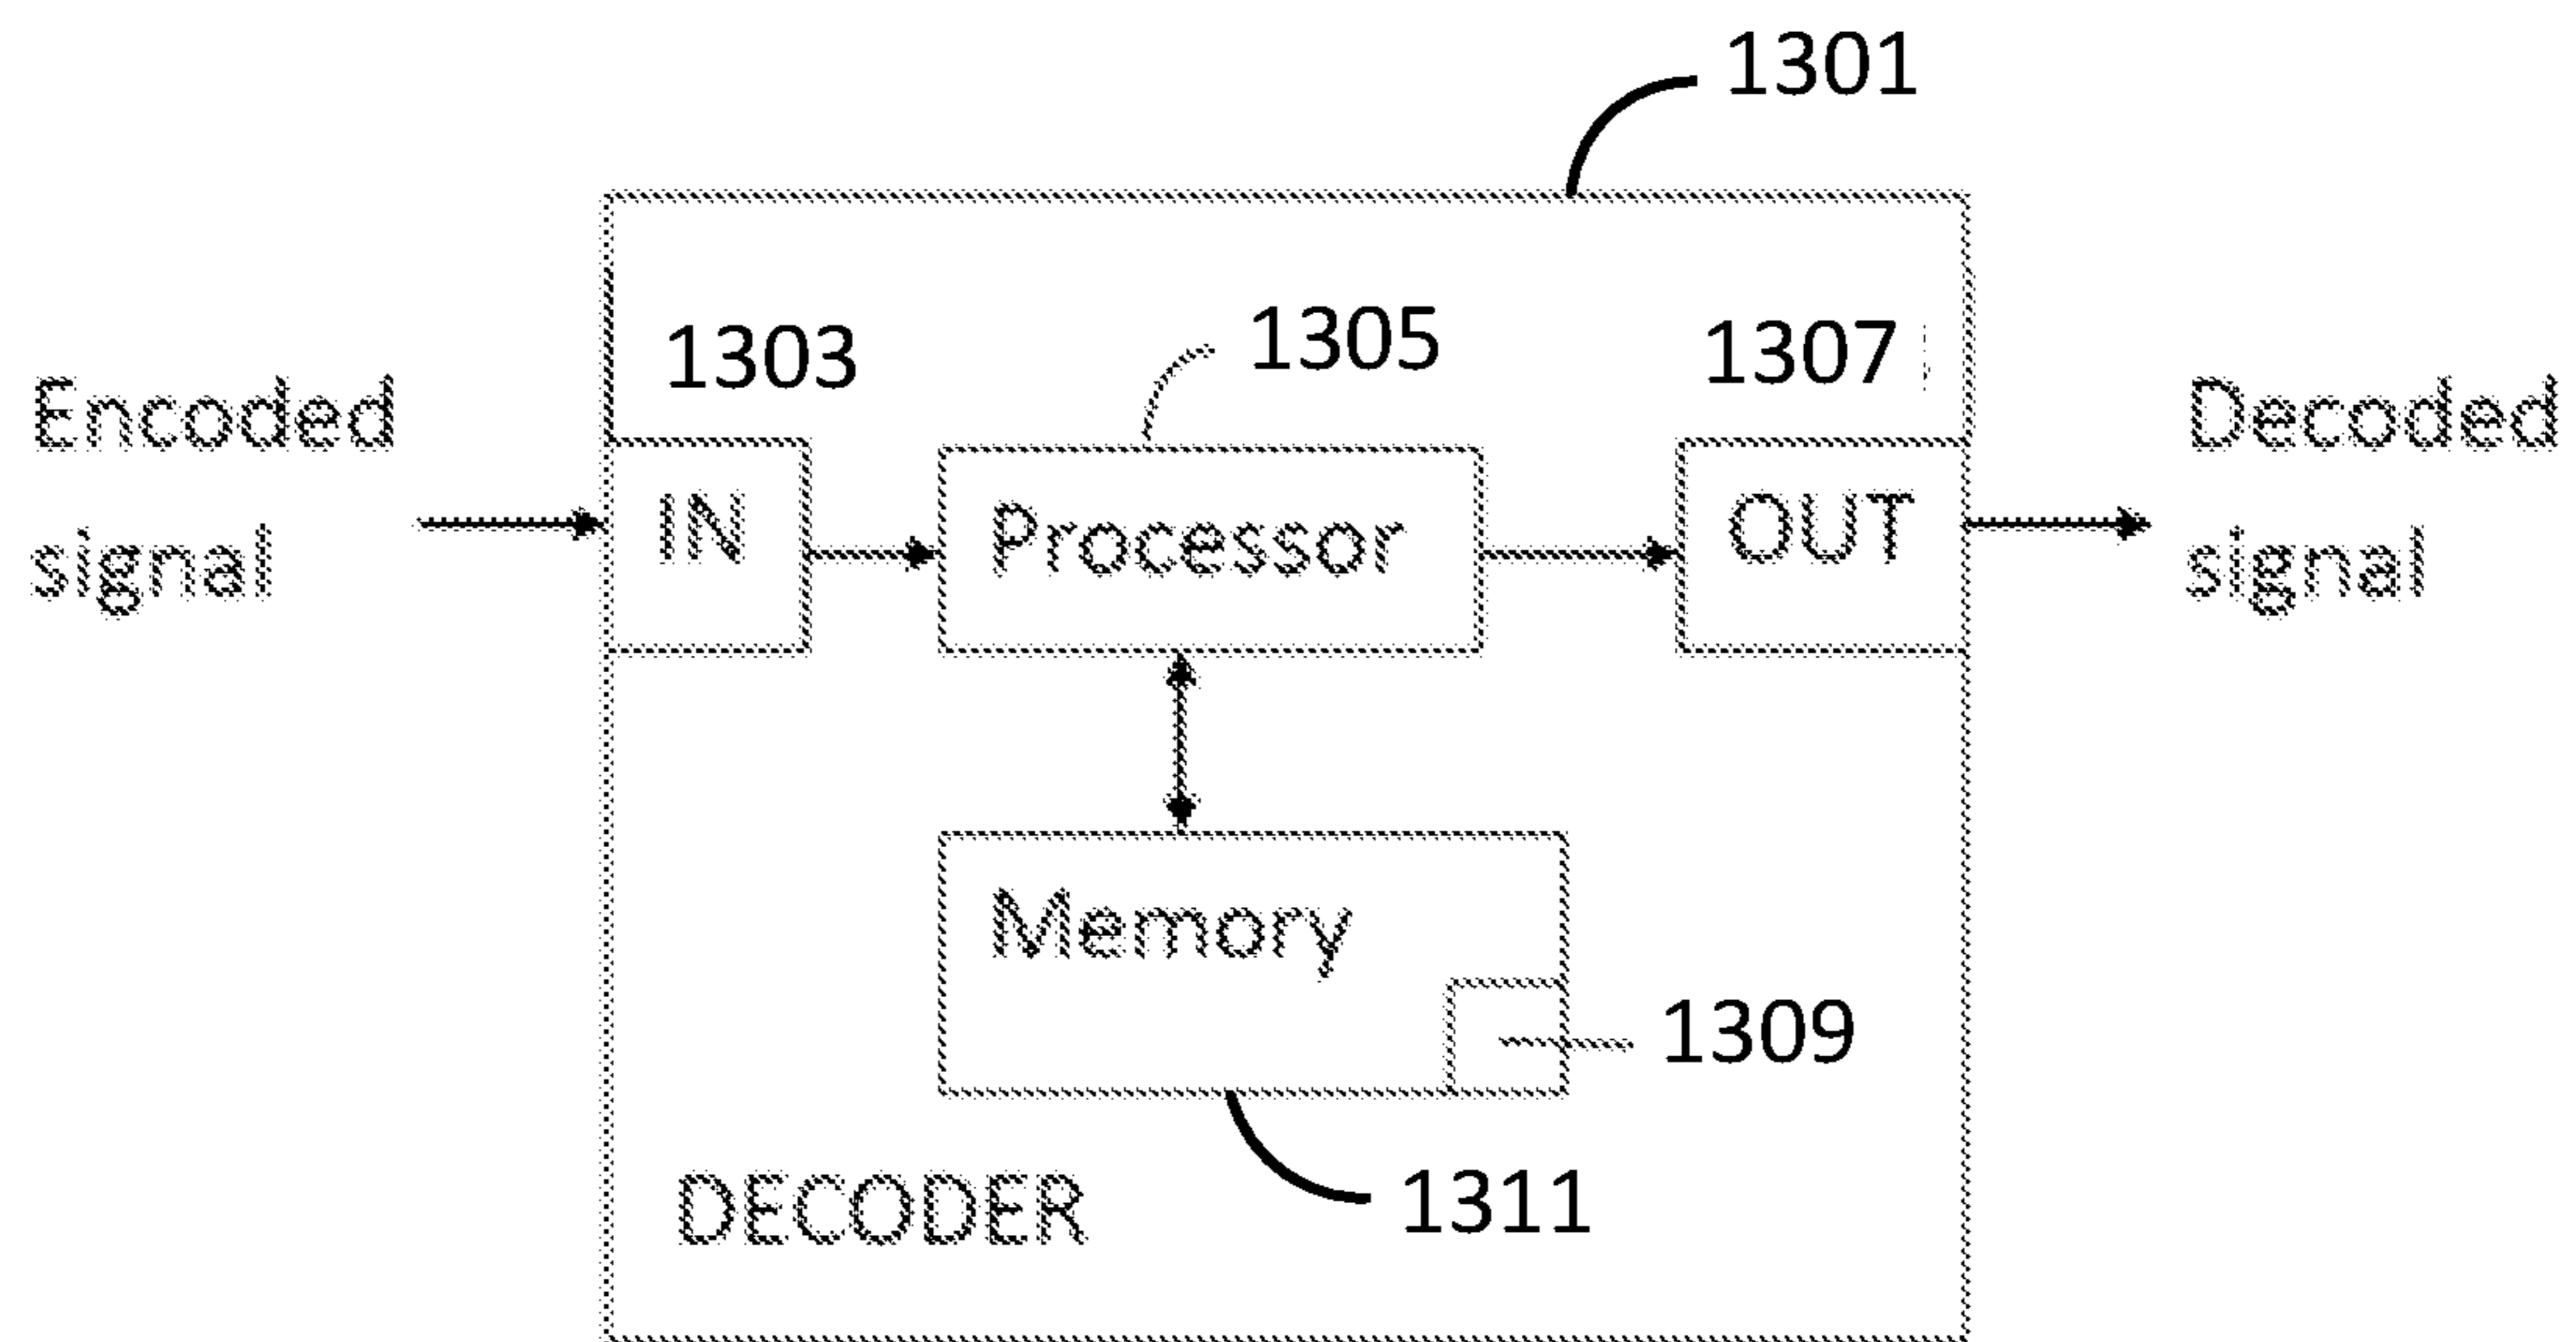 1301
1303
1305
1307
Encoded
signal
IN
Processor
OUT
Decoded
signal
Memory
1309
1311
DECODER